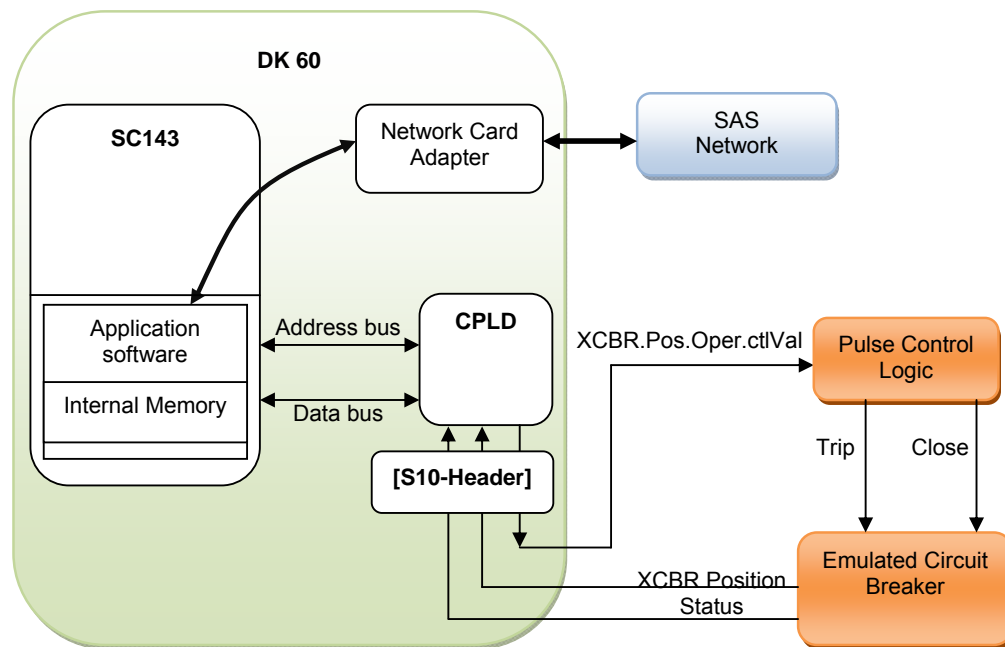 DK 60
SC143
Network Card
Adapter
SAS
Network
Application
software
Internal Memory
Address bus
Data bus
CPLD
[S10-Header]
XCBR.Pos.Oper.ctlVal
Pulse Control
Logic
Trip
Close
Emulated Circuit
Breaker
XCBR Position
Status